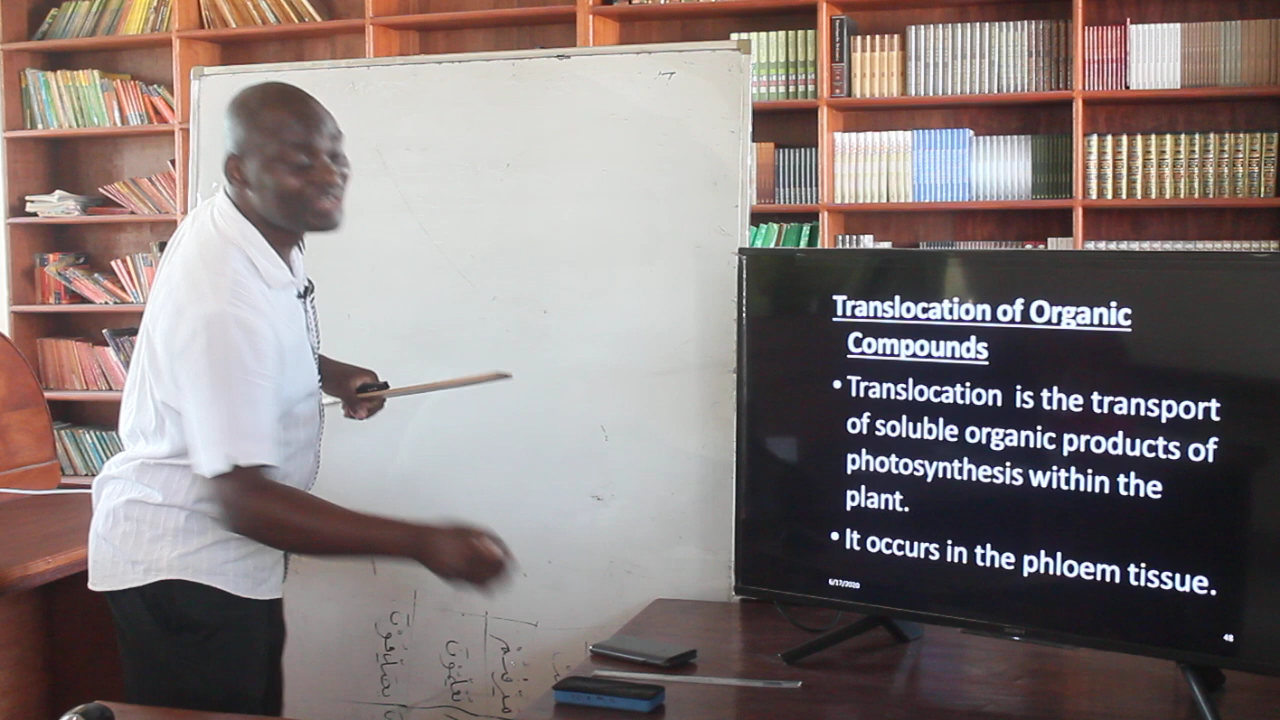 Translocation of Organic
Compounds
• Translocation is the transport
of soluble organic products of
photosynthesis within the
plant.
• It occurs in the phloem tissue.
6/17/2020
48